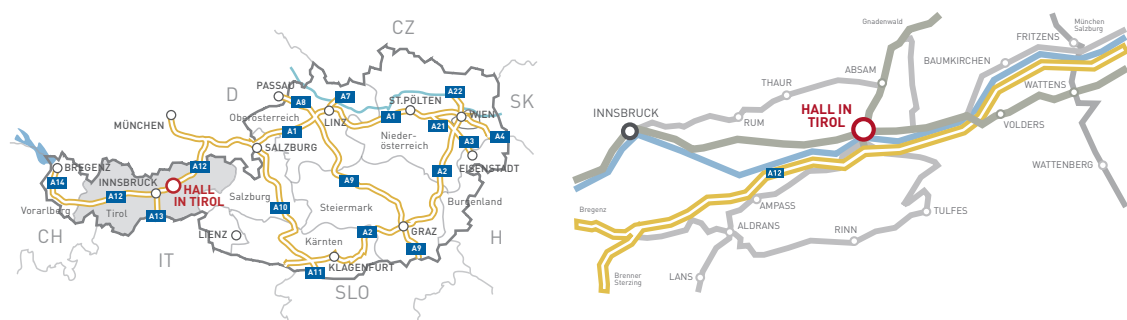 CZ
D
SK
PASSAU
A8
A7
A22
ST.PÖLTEN
WIEN
Oberösterreich
LINZ
A1
A1
A21
A4
MÜNCHEN
Nieder-
österreich
A3
SALZBURG
EISENSTADT
BREGENZ
A12
A2
A14
INNSBRUCK
HALL
IN TIROL
A9
A12
Salzburg
A10
Steiermark
Burgenland
Vorarlberg
Tirol
A13
CH
LIENZ
A2
GRAZ
H
IT
Kärnten
A9
KLAGENFURT
A11
SLO
Gnadenwald
München
Salzburg
FRITZENS
BAUMKIRCHEN
ABSAM
THAUR
WATTENS
INNSBRUCK
HALL IN
TIROL
RUM
VOLDERS
WATTENBERG
A12
AMPASS
Bregenz
TULFES
ALDRANS
RINN
Brenner
Sterzing
LANS